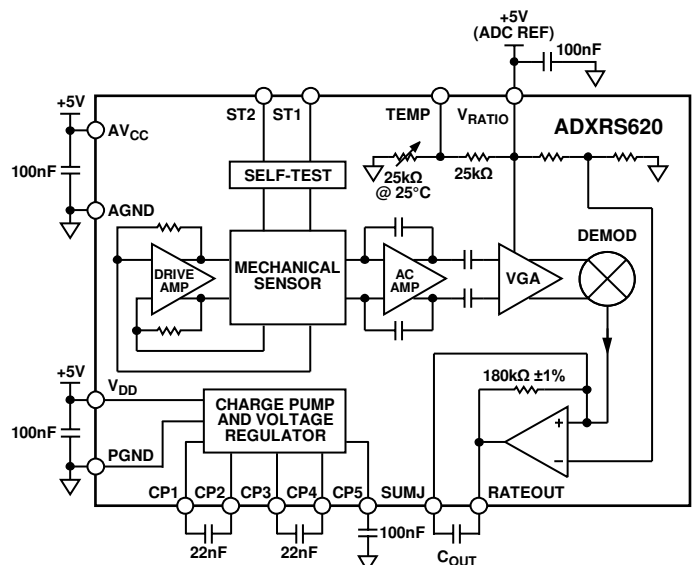 +5V
(ADC REF)
100nF
+5V
ST2
ST1
TEMP
VRATIO
ADXRS620
AVCC
100nF
25kΩ
@ 25°C
25kΩ
SELF-TEST
AGND
DEMOD
DRIVE
AMP
MECHANICAL
SENSOR
AC
AMP
VGA
+5V
VDD
180kΩ ±1%
CHARGE PUMP
AND VOLTAGE
REGULATOR
100nF
+
–
PGND
CP1
CP2
CP3
CP4
CP5
SUMJ
RATEOUT
22nF
22nF
100nF
COUT